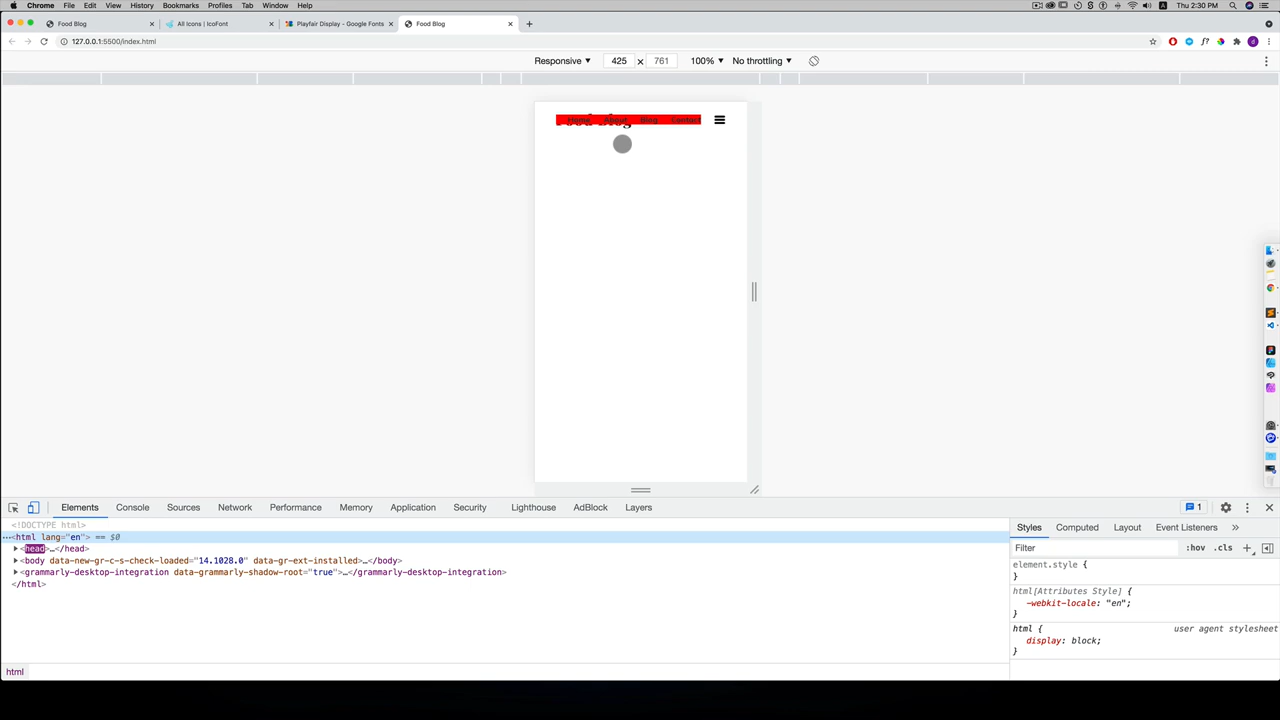 Chrome File Edit View History Bookmarks Profiles Tab Window Help
Thu 2:30 PM
Food Blog
All Icons | IcoFont
Playfair Display - Google Fonts
Food Blog
127.0.0.1:5500/index.html
Responsive 425 × 761 100% No throttling
Food Blog
Home About Blog Contact
Elements Console Sources Network Performance Memory Application Security Lighthouse AdBlock Layers 1
<!DOCTYPE html>
…<html lang="en"> == $0
<head>…</head>
<body data-new-gr-c-s-check-loaded="14.1028.0" data-gr-ext-installed>…</body>
<grammarly-desktop-integration data-grammarly-shadow-root="true">…</grammarly-desktop-integration>
</html>
html
Styles Computed Layout Event Listeners »
Filter :hov .cls +
element.style {
}
html[Attributes Style] {
-webkit-locale: "en";
}
html { user agent stylesheet
display: block;
}